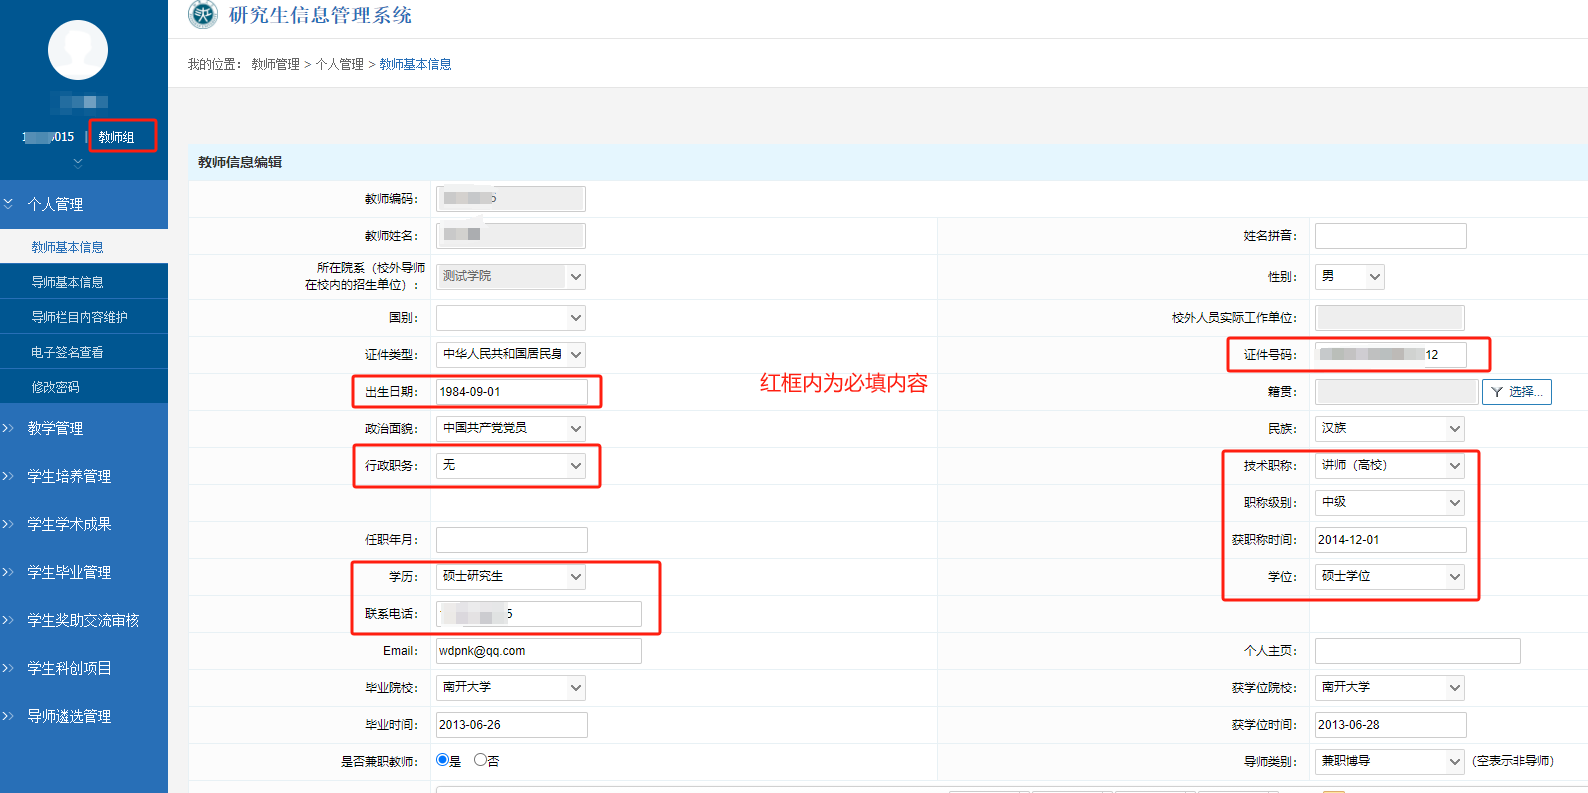 研究生信息管理系统
我的位置： 教师管理 > 个人管理 > 教师基本信息
015 | 教师组
个人管理
教师基本信息
导师基本信息
导师栏目内容维护
电子签名查看
修改密码
教学管理
学生培养管理
学生学术成果
学生毕业管理
学生奖助交流审核
学生科创项目
导师遴选管理
教师信息编辑
教师编码： 5
教师姓名：
姓名拼音：
所在院系（校外导师
在校内的招生单位）： 测试学院
性别： 男
国别：
校外人员实际工作单位：
证件类型： 中华人民共和国居民身
证件号码： 12
出生日期： 1984-09-01
红框内为必填内容
籍贯： 选择...
政治面貌： 中国共产党党员
民族： 汉族
行政职务： 无
技术职称： 讲师（高校）
职称级别： 中级
任职年月：
获职称时间： 2014-12-01
学历： 硕士研究生
学位： 硕士学位
联系电话： 5
Email: wdpnk@qq.com
个人主页：
毕业院校： 南开大学
获学位院校： 南开大学
毕业时间： 2013-06-26
获学位时间： 2013-06-28
是否兼职教师： 是 否
导师类别： 兼职博导 (空表示非导师)